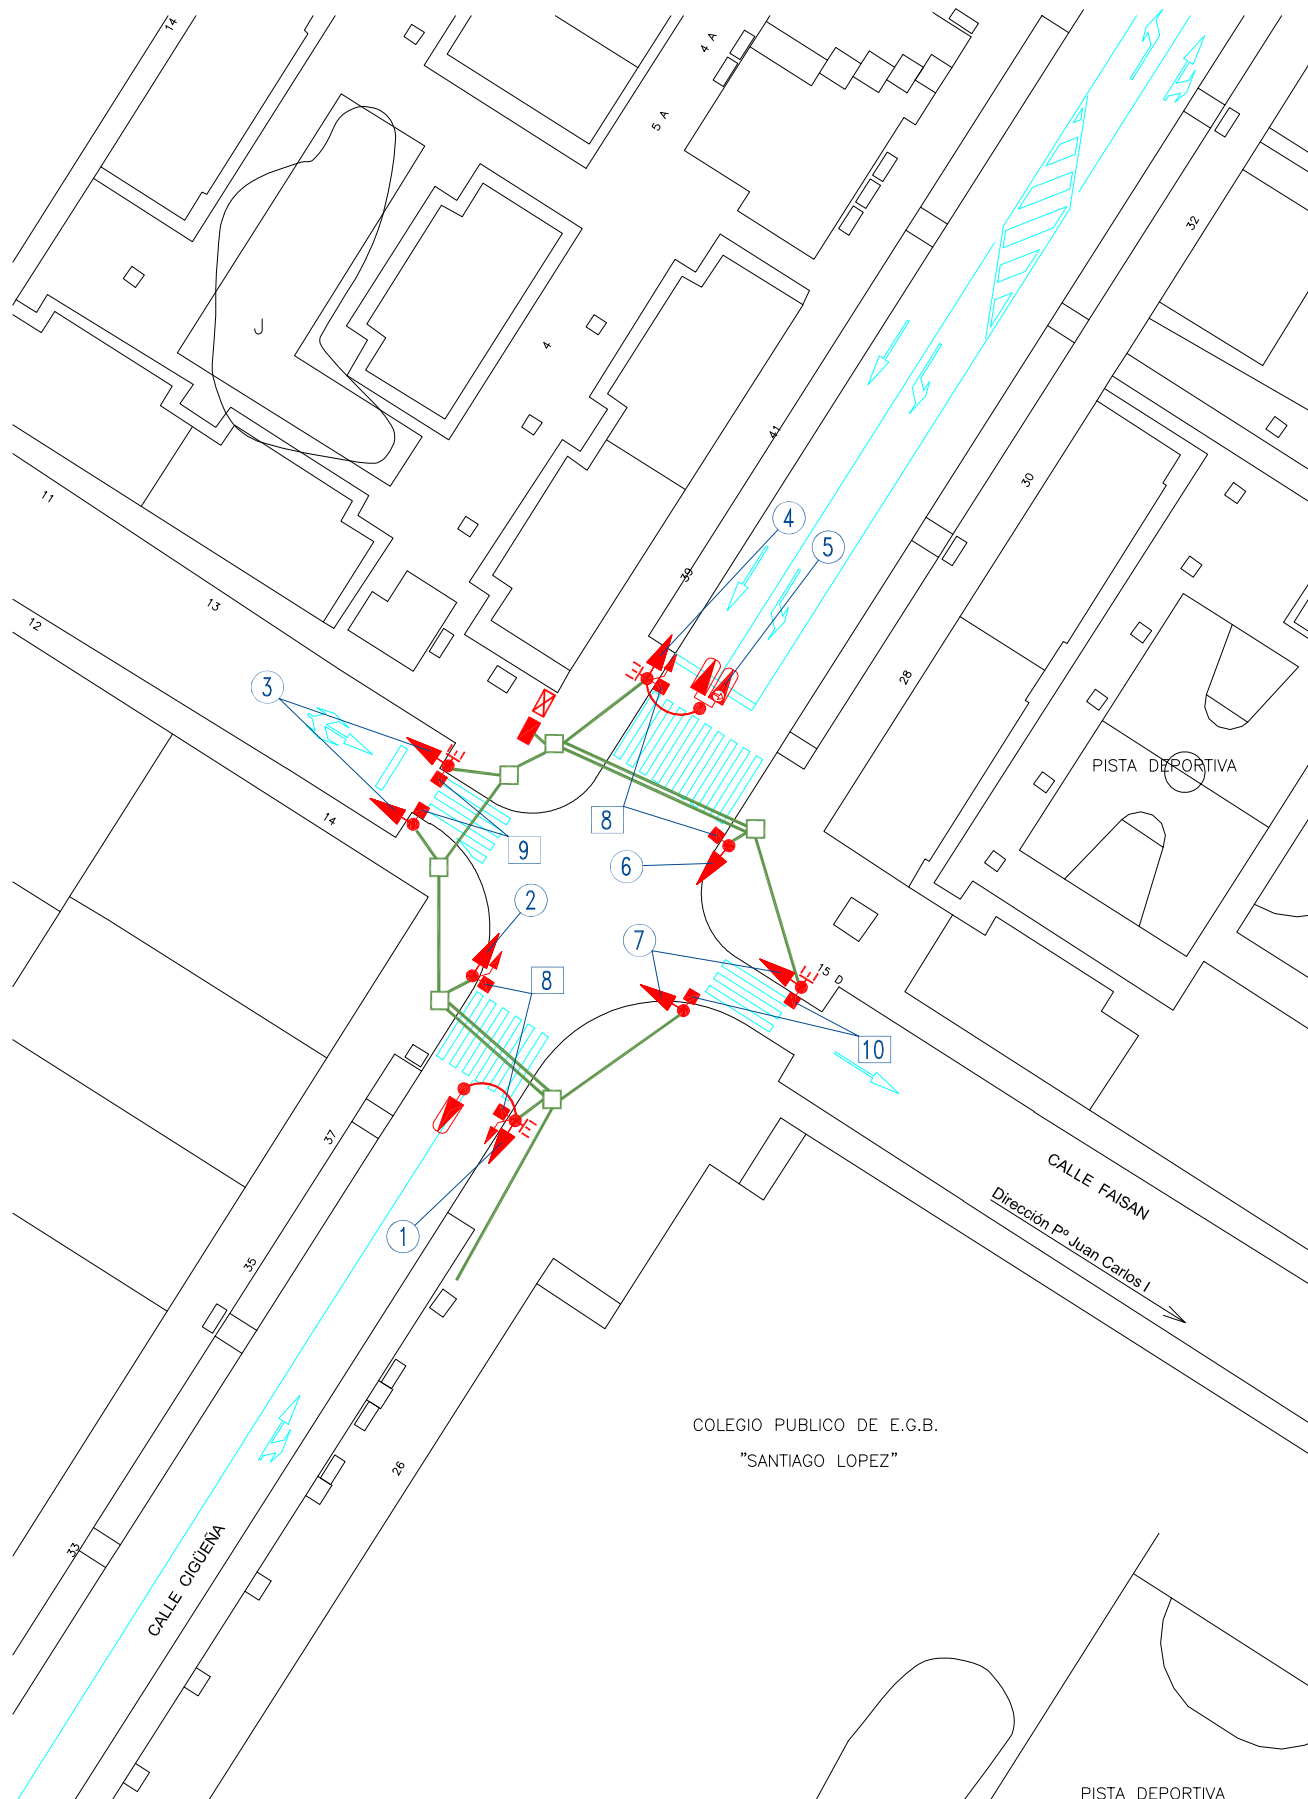 14
4 A
5 A
32
J
4
41
11
30
4
5
39
13
12
28
3
PISTA DEPORTIVA
14
8
9
6
2
7
15 D
8
10
37
1
CALLE FAISAN
Dirección Pº Juan Carlos I
35
COLEGIO PUBLICO DE E.G.B.
"SANTIAGO LOPEZ"
26
33
CALLE CIGÜEÑA
PISTA DEPORTIVA